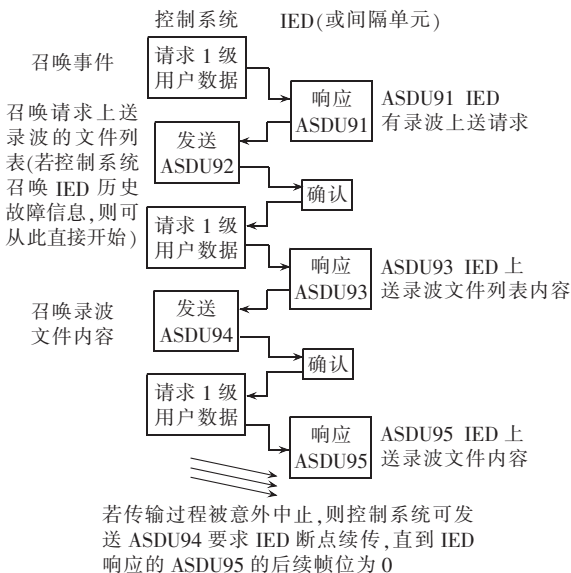 控制系统 IED(或间隔单元)
召唤事件
请求 1 级
用户数据
响应
ASDU91
ASDU91 IED
有录波上送请求
召唤请求上送
录波的文件列
表(若控制系统
召唤 IED 历史
故障信息,则可
从此直接开始)
发送
ASDU92
确认
请求 1 级
用户数据
响应
ASDU93
ASDU93 IED 上
送录波文件列表内容
召唤录波
文件内容
发送
ASDU94
确认
请求 1 级
用户数据
响应
ASDU95
ASDU95 IED 上
送录波文件内容
若传输过程被意外中止,则控制系统可发
送 ASDU94 要求 IED 断点续传,直到 IED
响应的 ASDU95 的后续帧位为 0